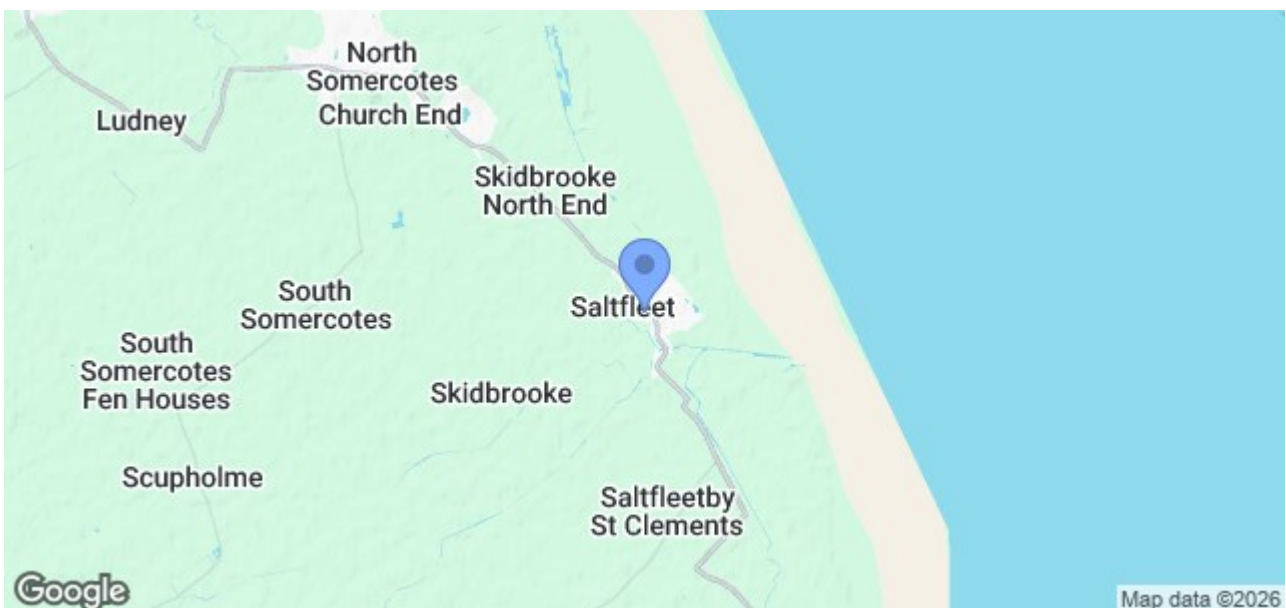 North
Somercotes
Church End
Ludney
Skidbrooke
North End
Saltfleet
South
Somercotes
South
Somercotes
Fen Houses
Skidbrooke
Scupholme
Saltfleetby
St Clements
Google
Map data ©2026